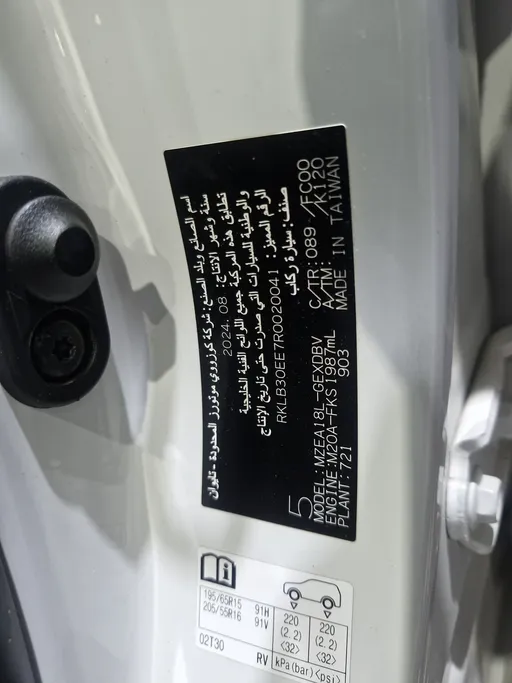 اسم الصانع وبلد الصنع: شركة كوزووي موتورز المحدودة - تايوان
سنة وشهر الانتاج: 2024. 08
تطابق هذه المركبة جميع اللوائح الفنية الخليجية
والوطنية للسيارات التي صدرت حتى تاريخ الإنتاج
الرقم المميز: RKLB30EE7R0020041
صنف: سيارة ركاب
5
MODEL: MZEA18L-GEXDBV
ENGINE: M20A-FKS 1987mL
PLANT: 721 903
C/TR: 089 /FC00
A/TM: /K120
MADE IN TAIWAN
195/65R15 91H
205/55R16 91V
02T30 RV
220 220
(2.2) (2.2)
<32> <32>
kPa(bar) <psi>